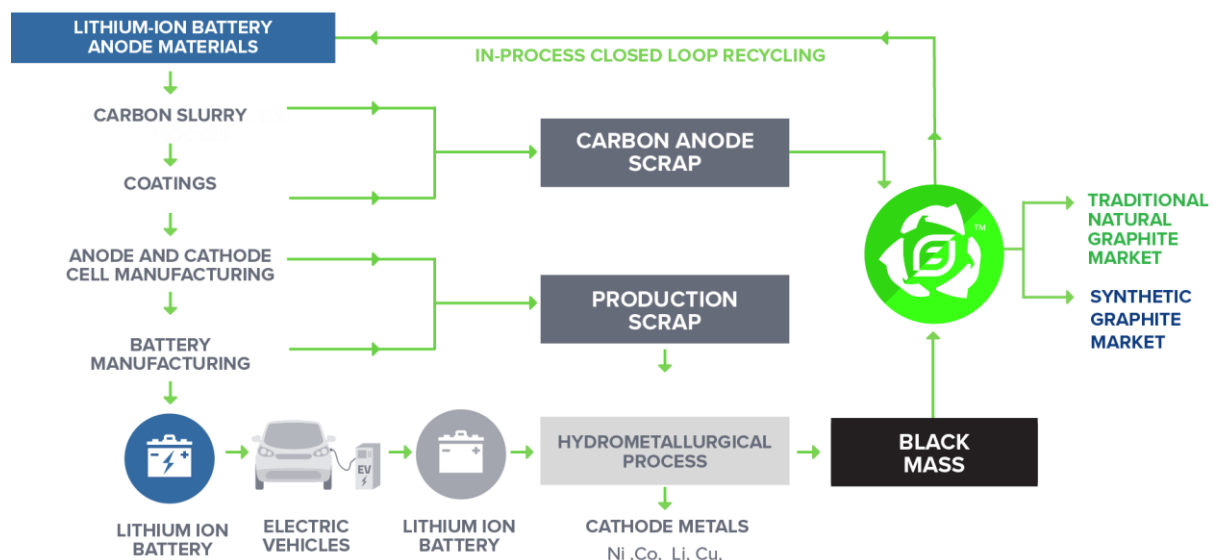 LITHIUM-ION BATTERY
ANODE MATERIALS
IN-PROCESS CLOSED LOOP RECYCLING
CARBON SLURRY
COATINGS
CARBON ANODE
SCRAP
ANODE AND CATHODE
CELL MANUFACTURING
PRODUCTION
SCRAP
BATTERY
MANUFACTURING
TM
TRADITIONAL
NATURAL
GRAPHITE
MARKET
SYNTHETIC
GRAPHITE
MARKET
EV
HYDROMETALLURGICAL
PROCESS
BLACK
MASS
LITHIUM ION
BATTERY
ELECTRIC
VEHICLES
LITHIUM ION
BATTERY
CATHODE METALS
Ni ,Co, Li, Cu,